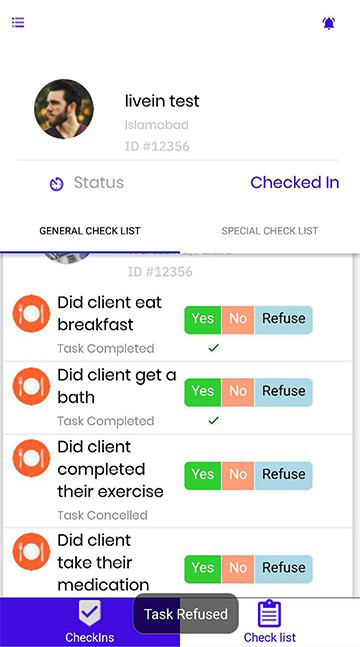 livein test
Islamabad
ID #12356
Status
Checked In
GENERAL CHECK LIST
SPECIAL CHECK LIST
ID #12356
Did client eat
breakfast
Yes No Refuse
Task Completed
Did client get a
bath
Yes No Refuse
Task Completed
Did client
completed
their exercise
Yes No Refuse
Task Concelled
Did client
take their
medication
Yes No Refuse
Task Refused
CheckIns
Check list